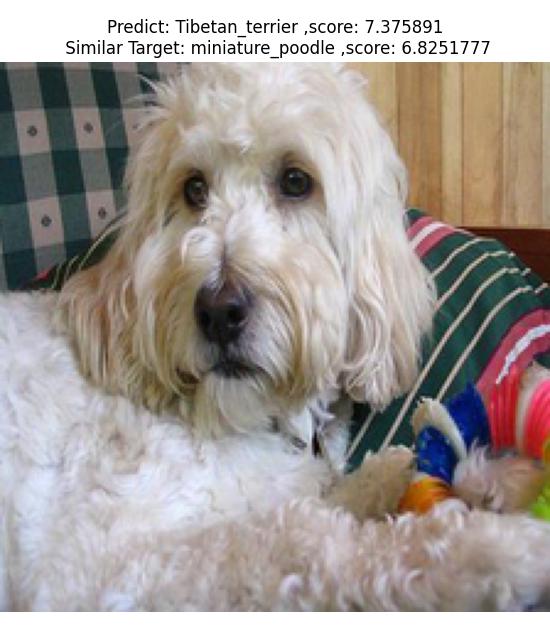 Predict: Tibetan_terrier ,score: 7.375891
Similar Target: miniature_poodle ,score: 6.8251777